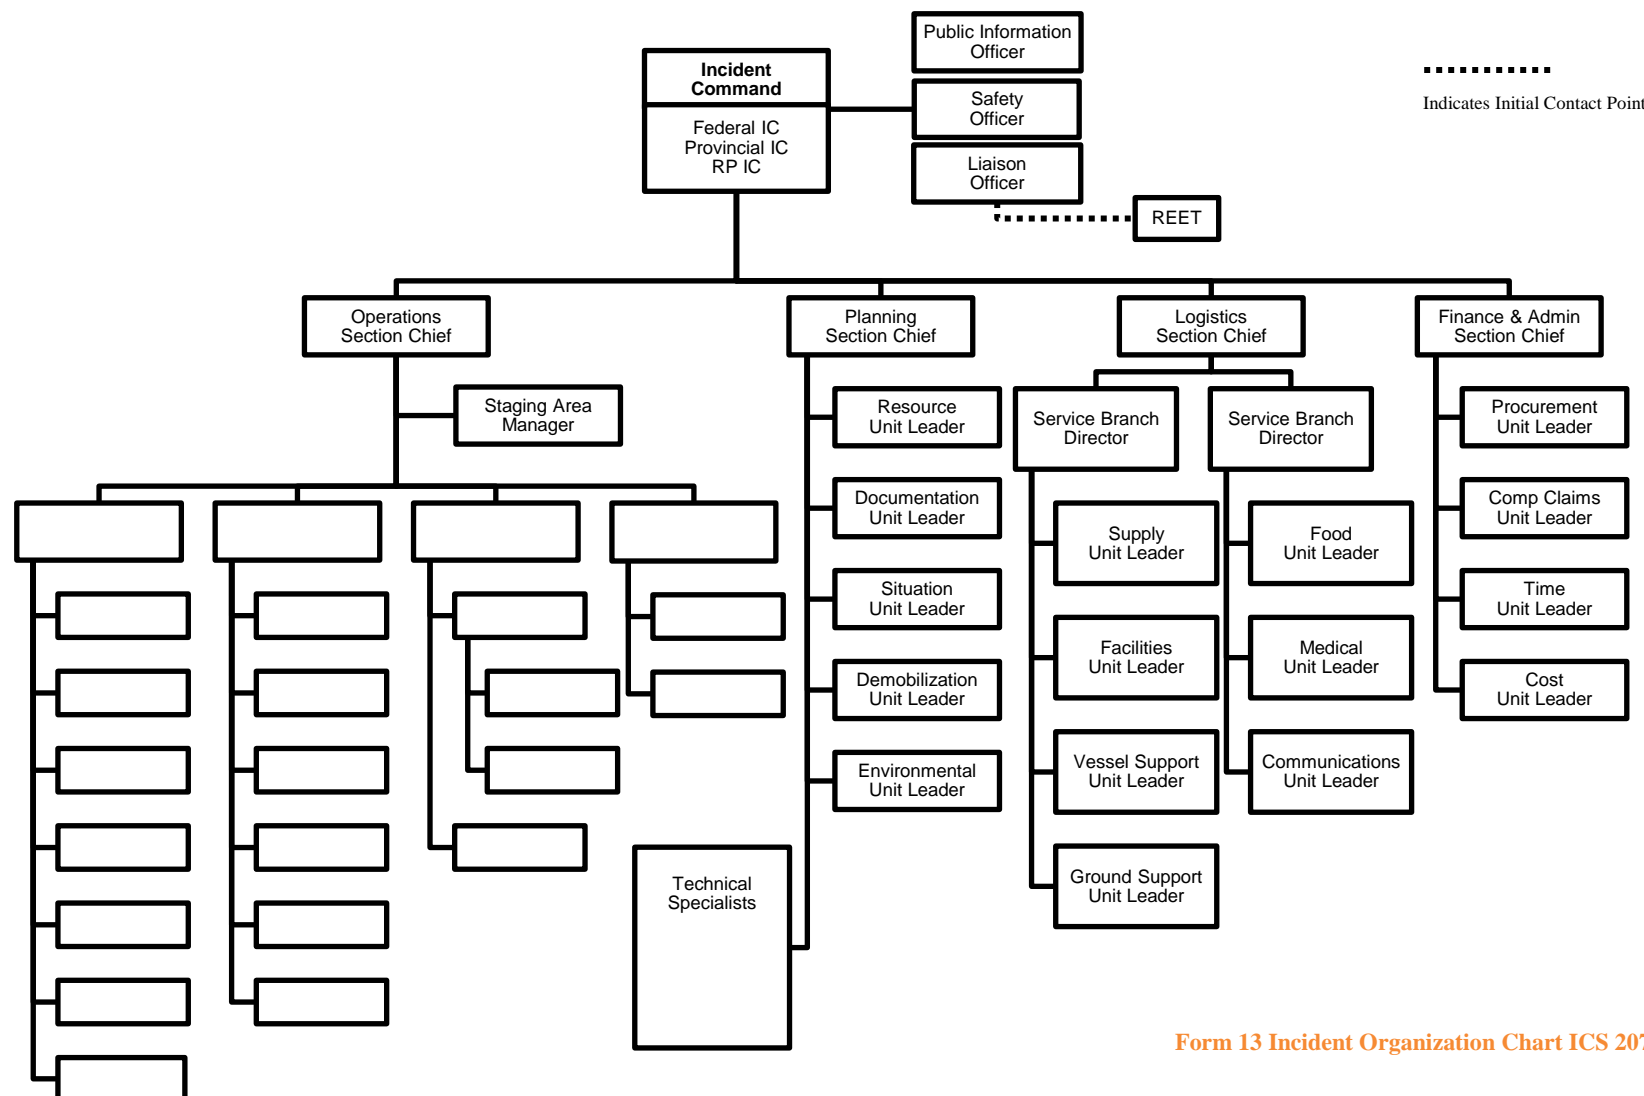 Public Information
Officer
Incident
Command
Federal IC
Provincial IC
RP IC
Safety
Officer
Liaison
Officer
REET
Indicates Initial Contact Point
Operations
Section Chief
Planning
Section Chief
Logistics
Section Chief
Finance & Admin
Section Chief
Staging Area
Manager
Resource
Unit Leader
Documentation
Unit Leader
Situation
Unit Leader
Demobilization
Unit Leader
Environmental
Unit Leader
Technical
Specialists
Service Branch
Director
Supply
Unit Leader
Facilities
Unit Leader
Vessel Support
Unit Leader
Ground Support
Unit Leader
Service Branch
Director
Food
Unit Leader
Medical
Unit Leader
Communications
Unit Leader
Procurement
Unit Leader
Comp Claims
Unit Leader
Time
Unit Leader
Cost
Unit Leader
Form 13 Incident Organization Chart ICS 207